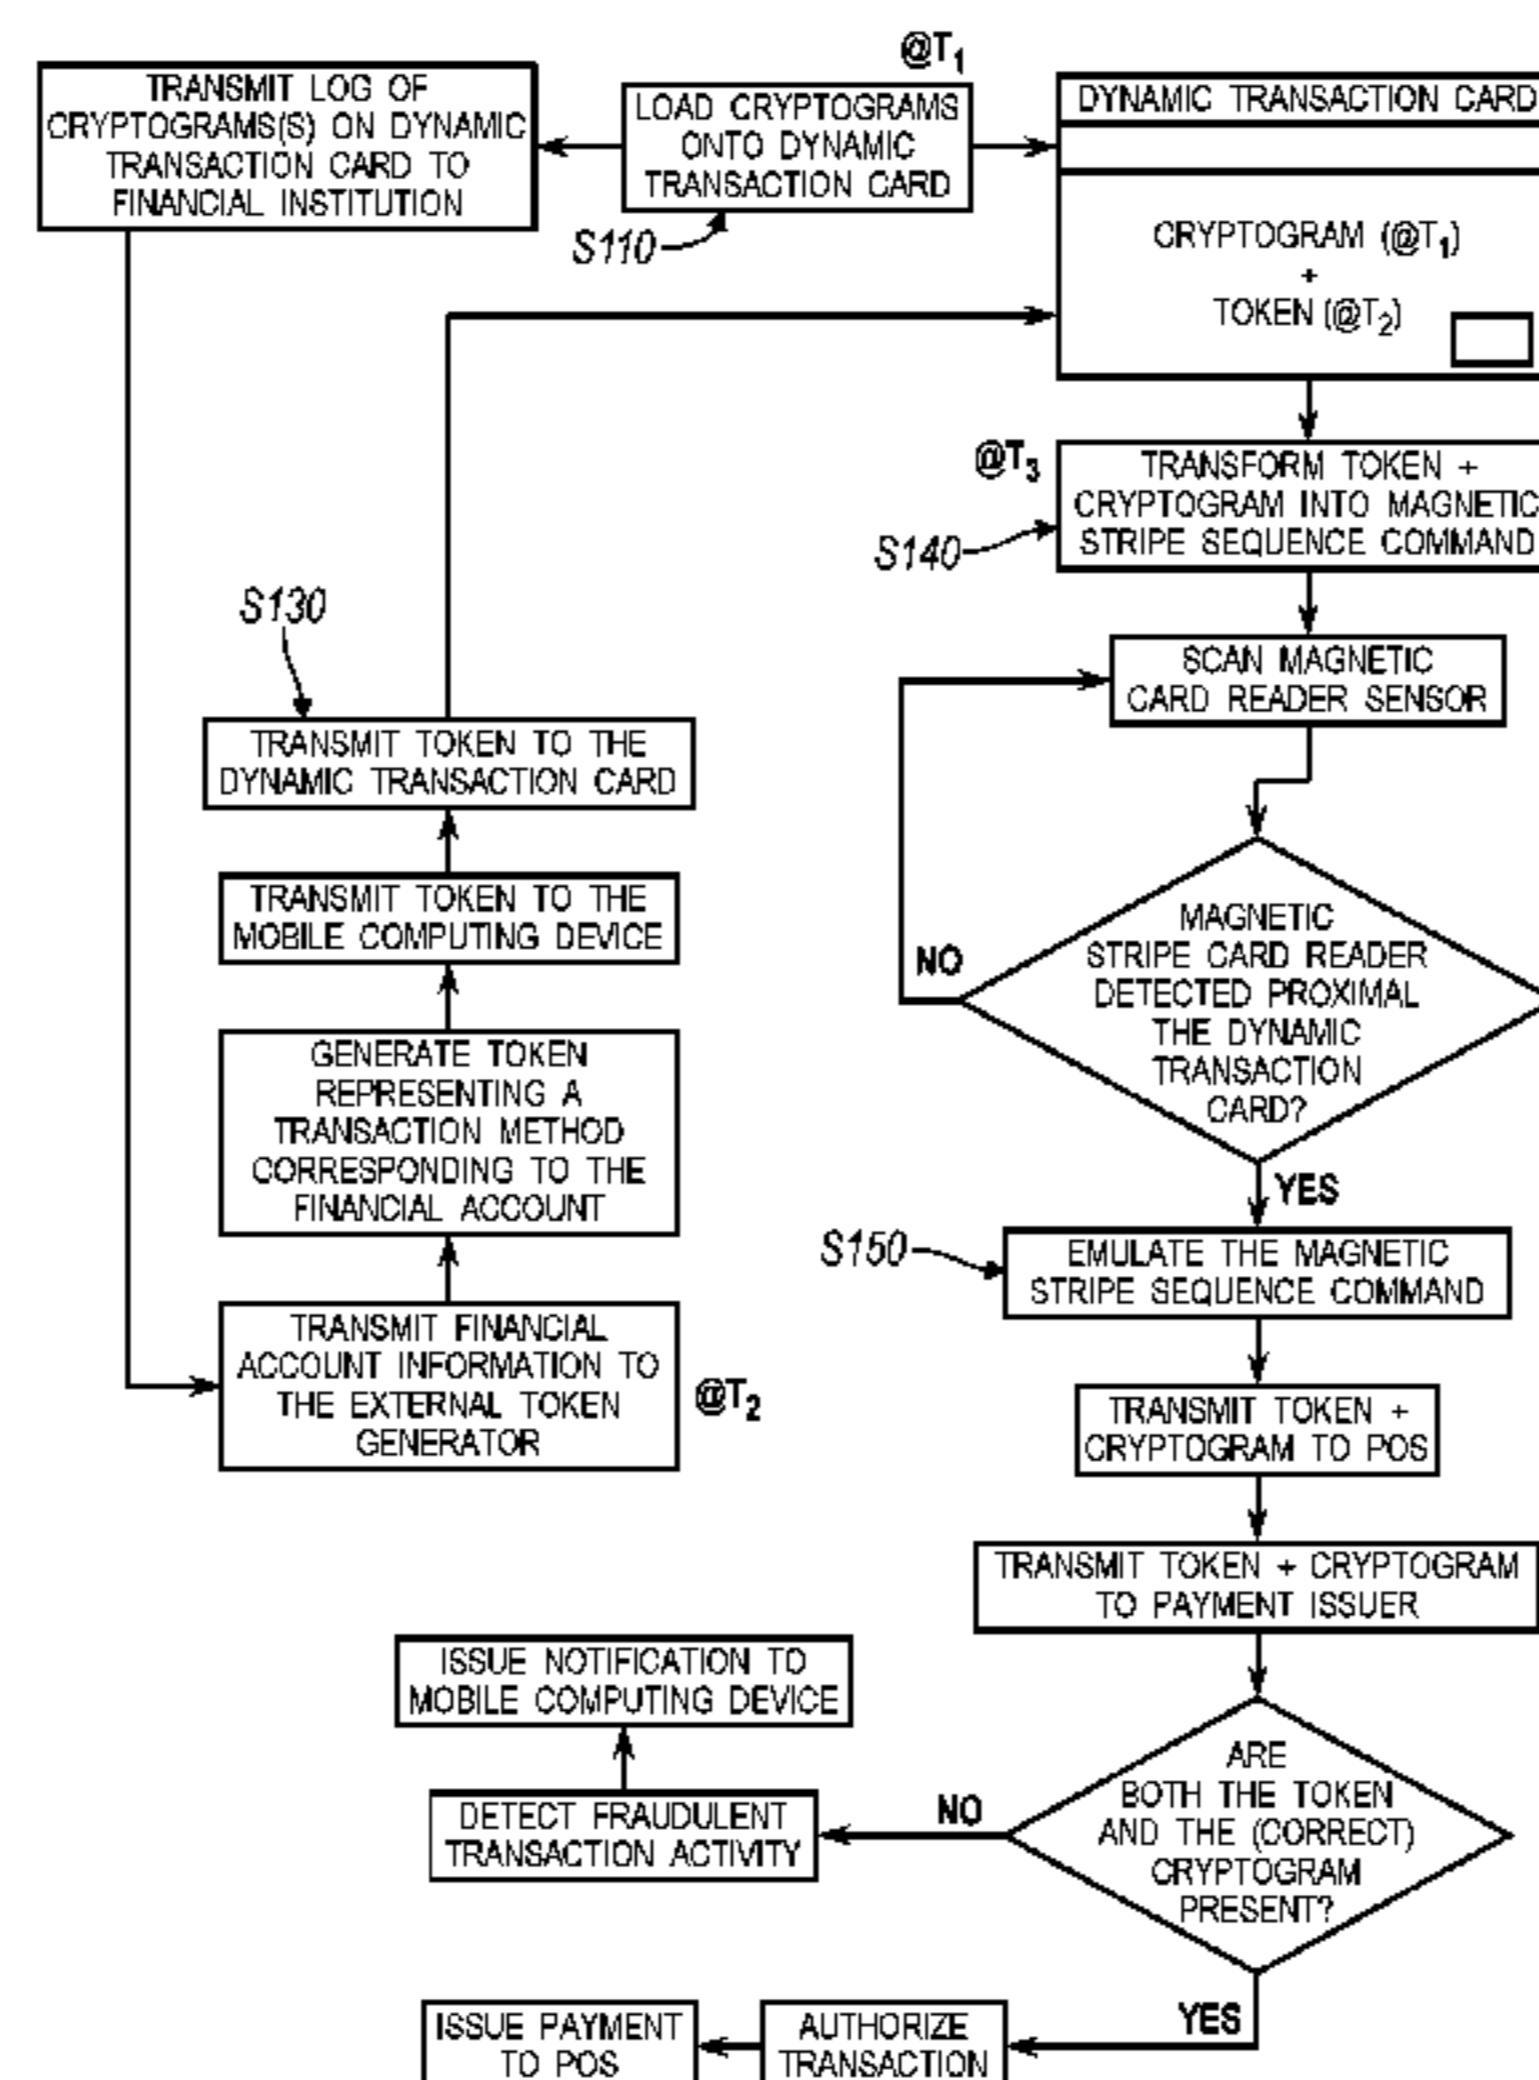 @T1
TRANSMIT LOG OF
CRYPTOGRAMS(S) ON DYNAMIC
TRANSACTION CARD TO
FINANCIAL INSTITUTION
LOAD CRYPTOGRAMS
ONTO DYNAMIC
TRANSACTION CARD
S110
DYNAMIC TRANSACTION CARD
CRYPTOGRAM (@T1)
+
TOKEN (@T2)
@T3
TRANSFORM TOKEN +
CRYPTOGRAM INTO MAGNETIC
STRIPE SEQUENCE COMMAND
S140
SCAN MAGNETIC
CARD READER SENSOR
S130
TRANSMIT TOKEN TO THE
DYNAMIC TRANSACTION CARD
TRANSMIT TOKEN TO THE
MOBILE COMPUTING DEVICE
GENERATE TOKEN
REPRESENTING A
TRANSACTION METHOD
CORRESPONDING TO THE
FINANCIAL ACCOUNT
TRANSMIT FINANCIAL
ACCOUNT INFORMATION TO
THE EXTERNAL TOKEN
GENERATOR
@T2
MAGNETIC
STRIPE CARD READER
DETECTED PROXIMAL
THE DYNAMIC
TRANSACTION
CARD?
NO
YES
S150
EMULATE THE MAGNETIC
STRIPE SEQUENCE COMMAND
TRANSMIT TOKEN +
CRYPTOGRAM TO POS
TRANSMIT TOKEN + CRYPTOGRAM
TO PAYMENT ISSUER
ISSUE NOTIFICATION TO
MOBILE COMPUTING DEVICE
DETECT FRAUDULENT
TRANSACTION ACTIVITY
NO
ARE
BOTH THE TOKEN
AND THE (CORRECT)
CRYPTOGRAM
PRESENT?
YES
AUTHORIZE
TRANSACTION
ISSUE PAYMENT
TO POS